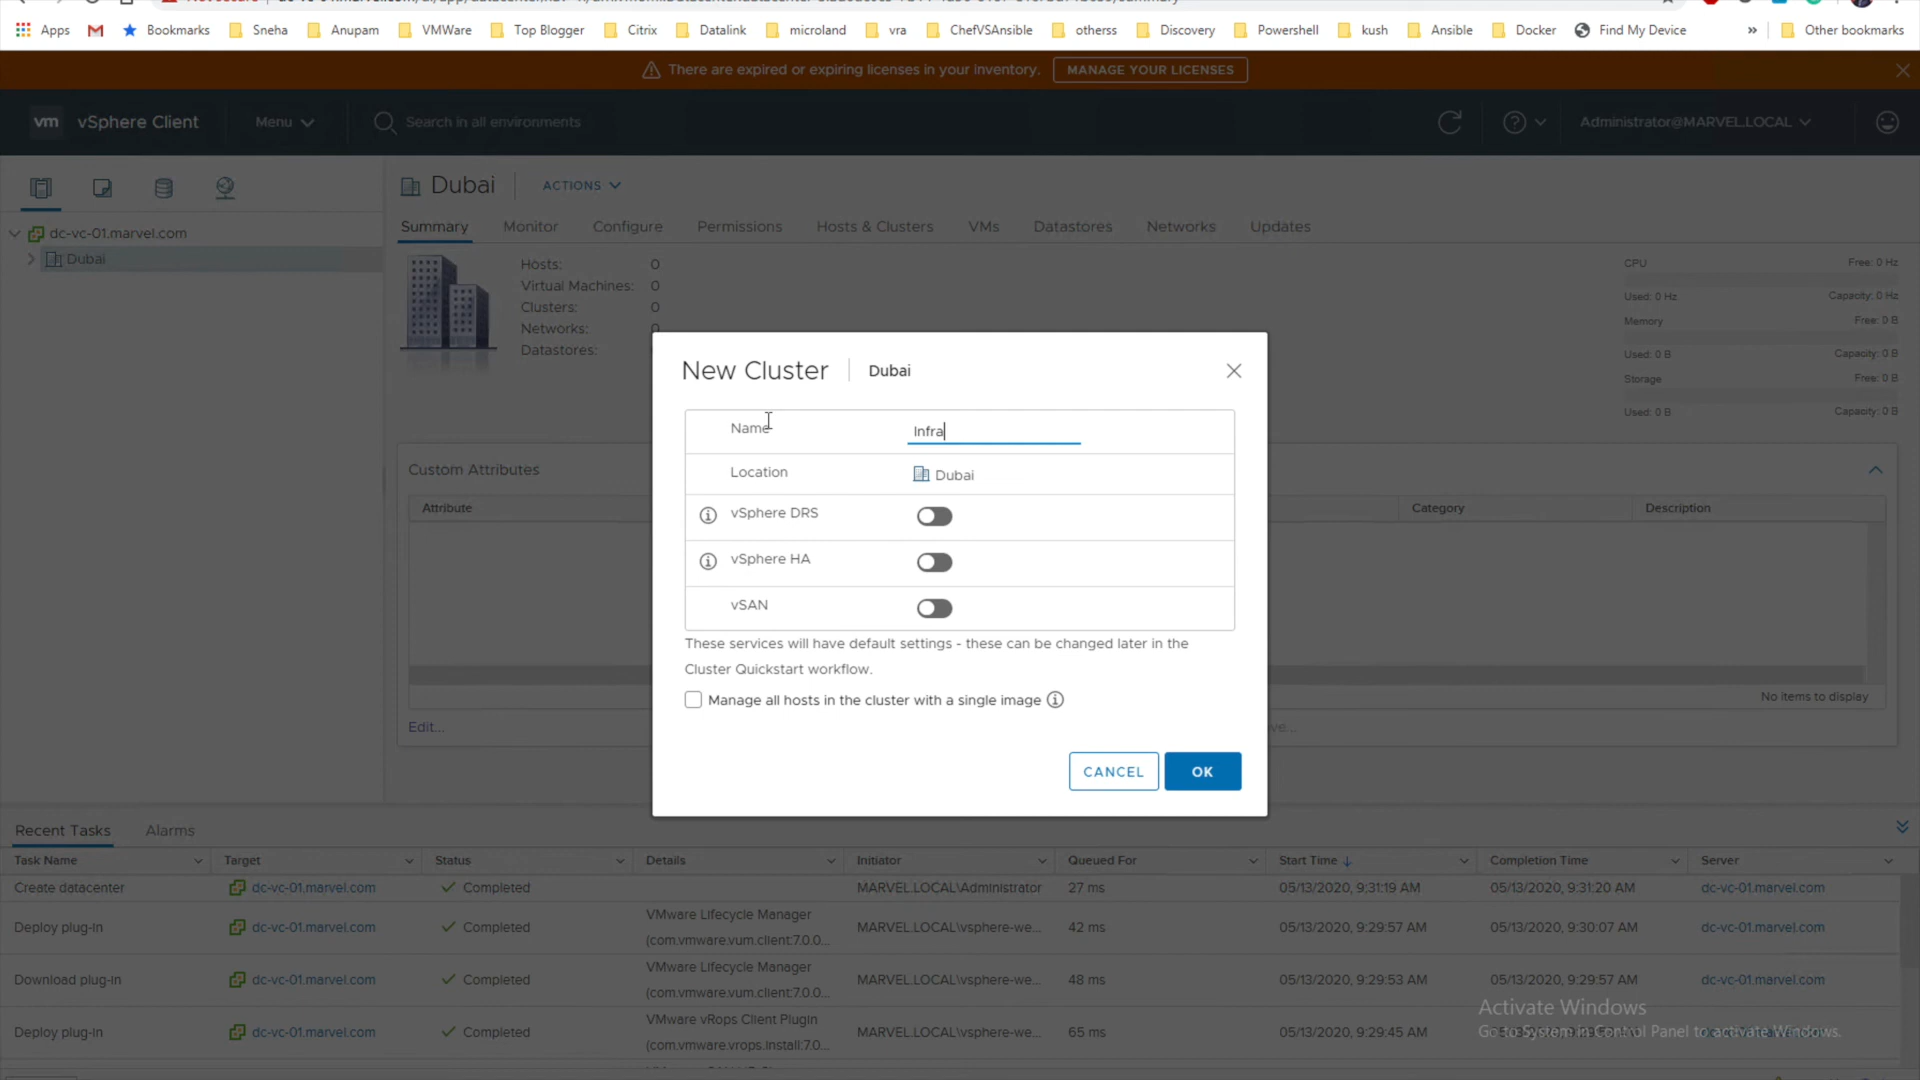 Apps
Bookmarks
Sneha
Anupam
VMWare
Top Blogger
Citrix
Datalink
microland
vra
ChefVSAnsible
otherss
Discovery
Powershell
kush
Ansible
Docker
Find My Device
»
Other bookmarks
There are expired or expiring licenses in your inventory.
MANAGE YOUR LICENSES
vm vSphere Client
Menu
Search in all environments
Administrator@MARVEL.LOCAL
dc-vc-01.marvel.com
Dubai
Dubai
ACTIONS
Summary
Monitor
Configure
Permissions
Hosts & Clusters
VMs
Datastores
Networks
Updates
Hosts: 0
Virtual Machines: 0
Clusters: 0
Networks: 0
Datastores:
CPU Free: 0 Hz
Used: 0 Hz Capacity: 0 Hz
Memory Free: 0 B
Used: 0 B Capacity: 0 B
Storage Free: 0 B
Used: 0 B Capacity: 0 B
Custom Attributes
Attribute
Edit...
Category
Description
No items to display
New Cluster
Dubai
Name Infra
Location Dubai
vSphere DRS
vSphere HA
vSAN
These services will have default settings - these can be changed later in the
Cluster Quickstart workflow.
Manage all hosts in the cluster with a single image
CANCEL
OK
Recent Tasks
Alarms
Task Name Target Status Details Initiator Queued For Start Time ↓ Completion Time Server
Create datacenter dc-vc-01.marvel.com Completed MARVEL.LOCAL\Administrator 27 ms 05/13/2020, 9:31:19 AM 05/13/2020, 9:31:20 AM dc-vc-01.marvel.com
VMware Lifecycle Manager
Deploy plug-in dc-vc-01.marvel.com Completed MARVEL.LOCAL\vsphere-we... 42 ms 05/13/2020, 9:29:57 AM 05/13/2020, 9:30:07 AM dc-vc-01.marvel.com
(com.vmware.vum.client:7.0.0...
VMware Lifecycle Manager
Download plug-in dc-vc-01.marvel.com Completed MARVEL.LOCAL\vsphere-we... 48 ms 05/13/2020, 9:29:53 AM 05/13/2020, 9:29:57 AM dc-vc-01.marvel.com
(com.vmware.vum.client:7.0.0...
VMware vRops Client Plugin
Deploy plug-in dc-vc-01.marvel.com Completed MARVEL.LOCAL\vsphere-we... 65 ms 05/13/2020, 9:29:45 AM
(com.vmware.vrops.install:7.0...
Activate Windows
Go to System in Control Panel to activate Windows.